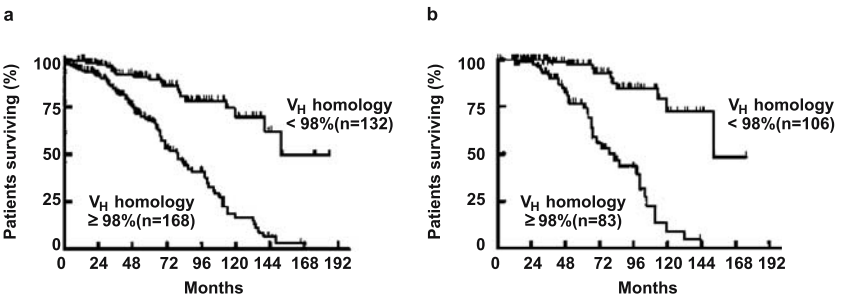 a
Patients surviving (%)
100
75
50
25
0
V_H homology
< 98%(n=132)
V_H homology
≥ 98%(n=168)
0 24 48 72 96 120 144 168 192
Months
b
Patients surviving (%)
100
75
50
25
0
V_H homology
< 98%(n=106)
V_H homology
≥ 98%(n=83)
0 24 48 72 96 120 144 168 192
Months